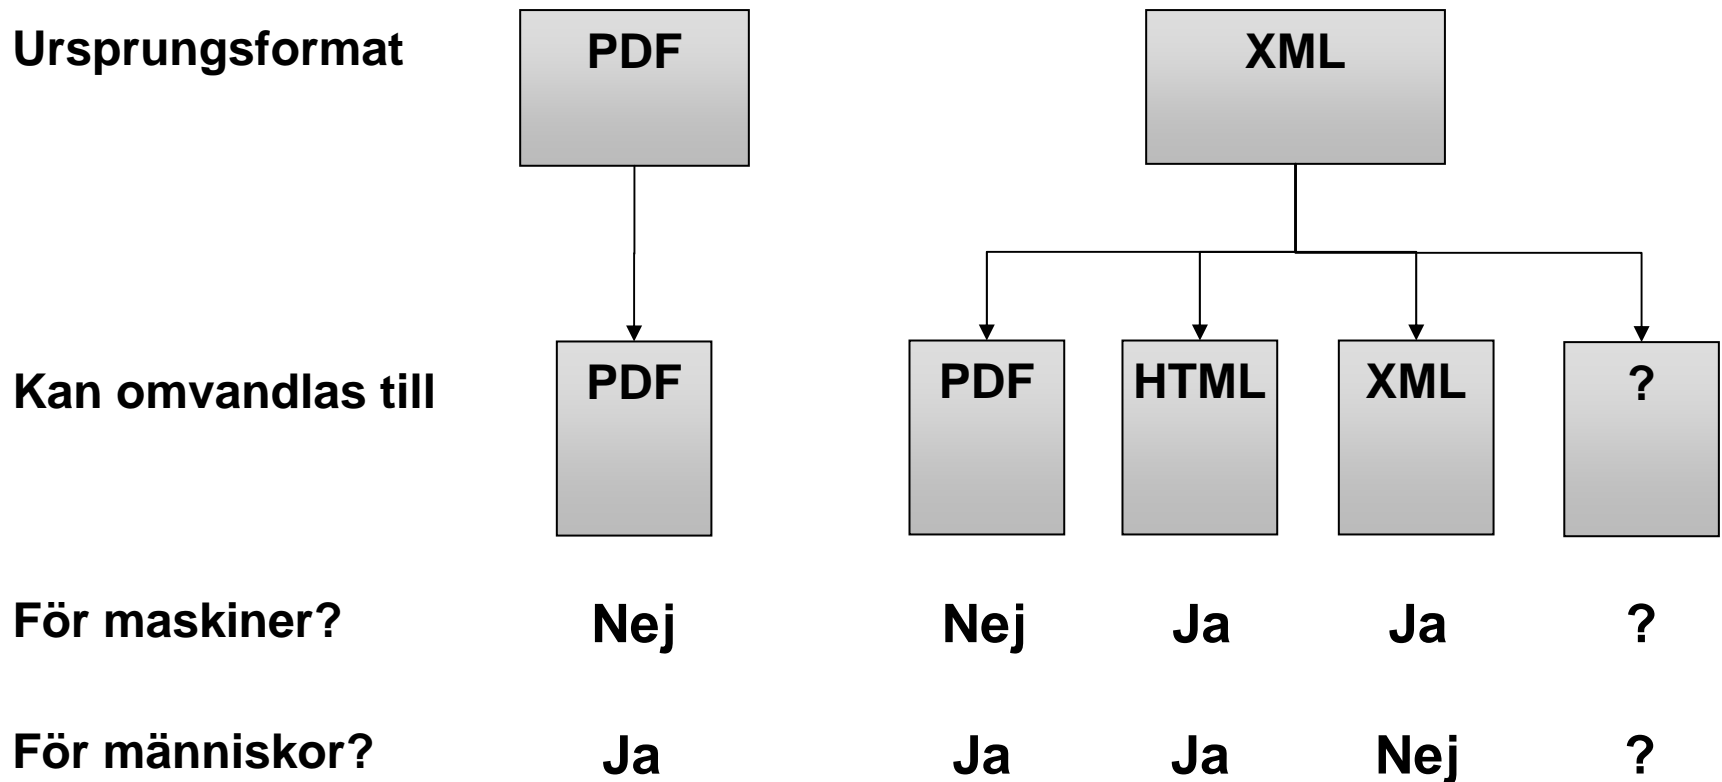 Ursprungsformat PDF XML
Kan omvandlas till PDF PDF HTML XML ?
För maskiner? Nej Nej Ja Ja ?
För människor? Ja Ja Ja Nej ?